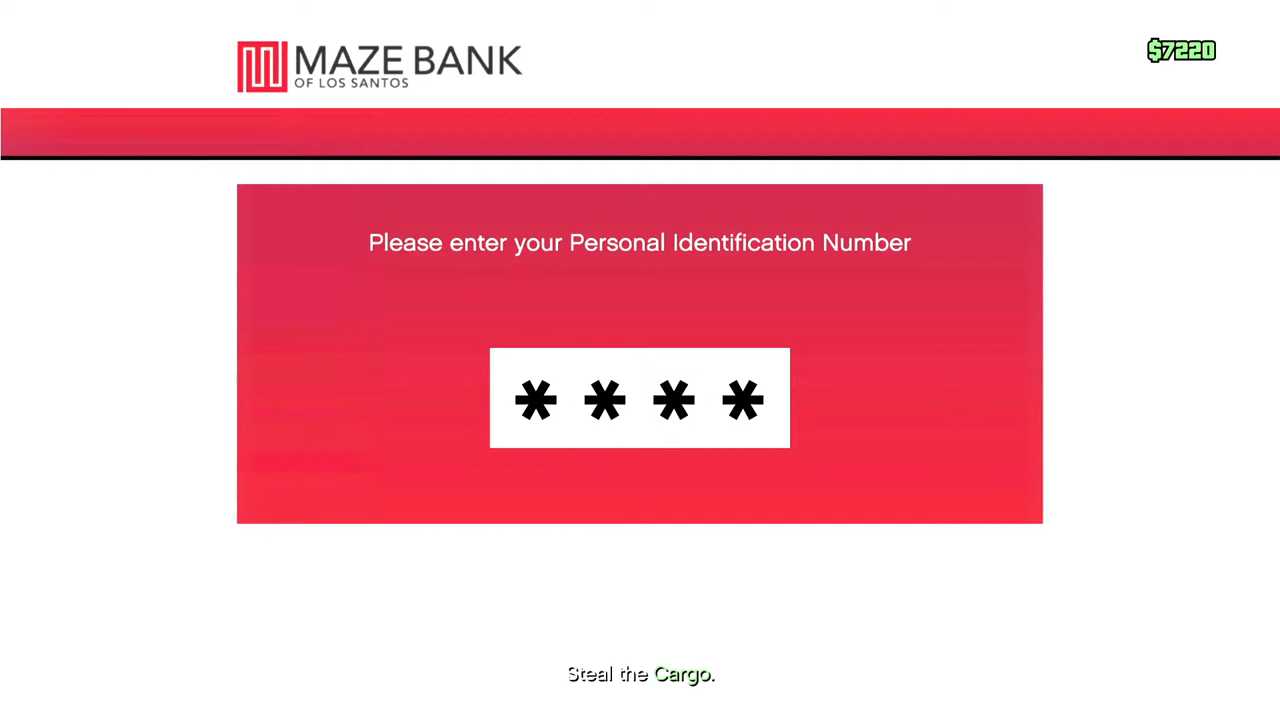 MAZE BANK
OF LOS SANTOS
$7220
Please enter your Personal Identification Number
* * * *
Steal the Cargo.